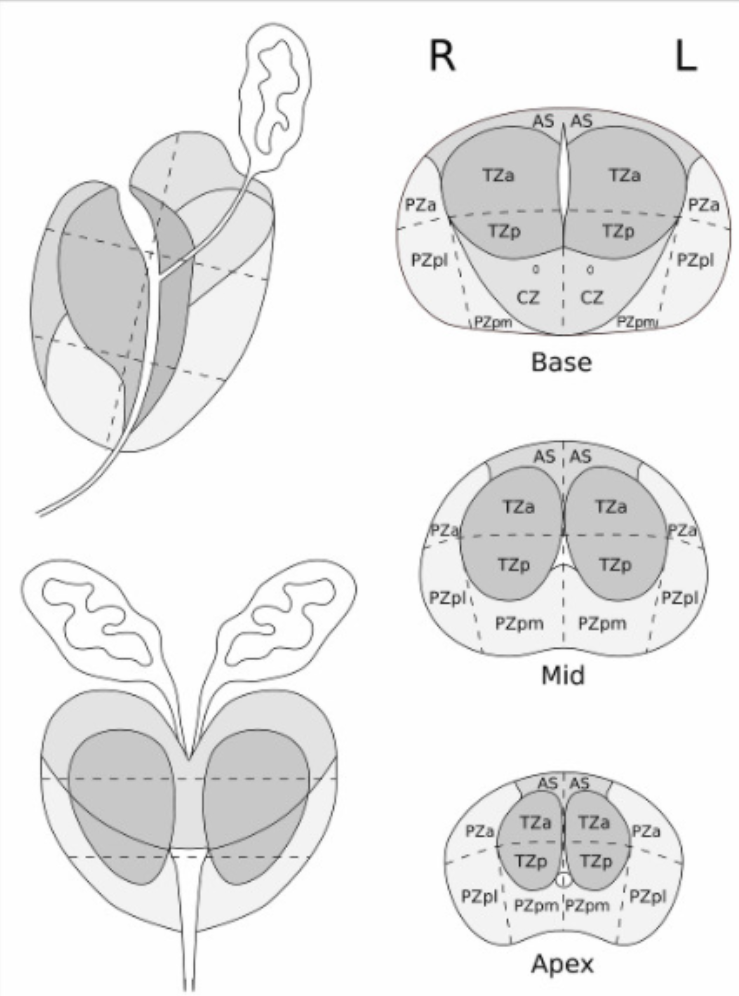 R L
AS AS
TZa TZa
PZa PZa
TZp TZp
PZpl PZpl
CZ CZ
PZpm PZpm
Base
AS AS
TZa TZa
PZa PZa
TZp TZp
PZpl PZpl
PZpm PZpm
Mid
AS AS
TZa TZa
PZa PZa
TZp TZp
PZpl PZpl
PZpm PZpm
Apex